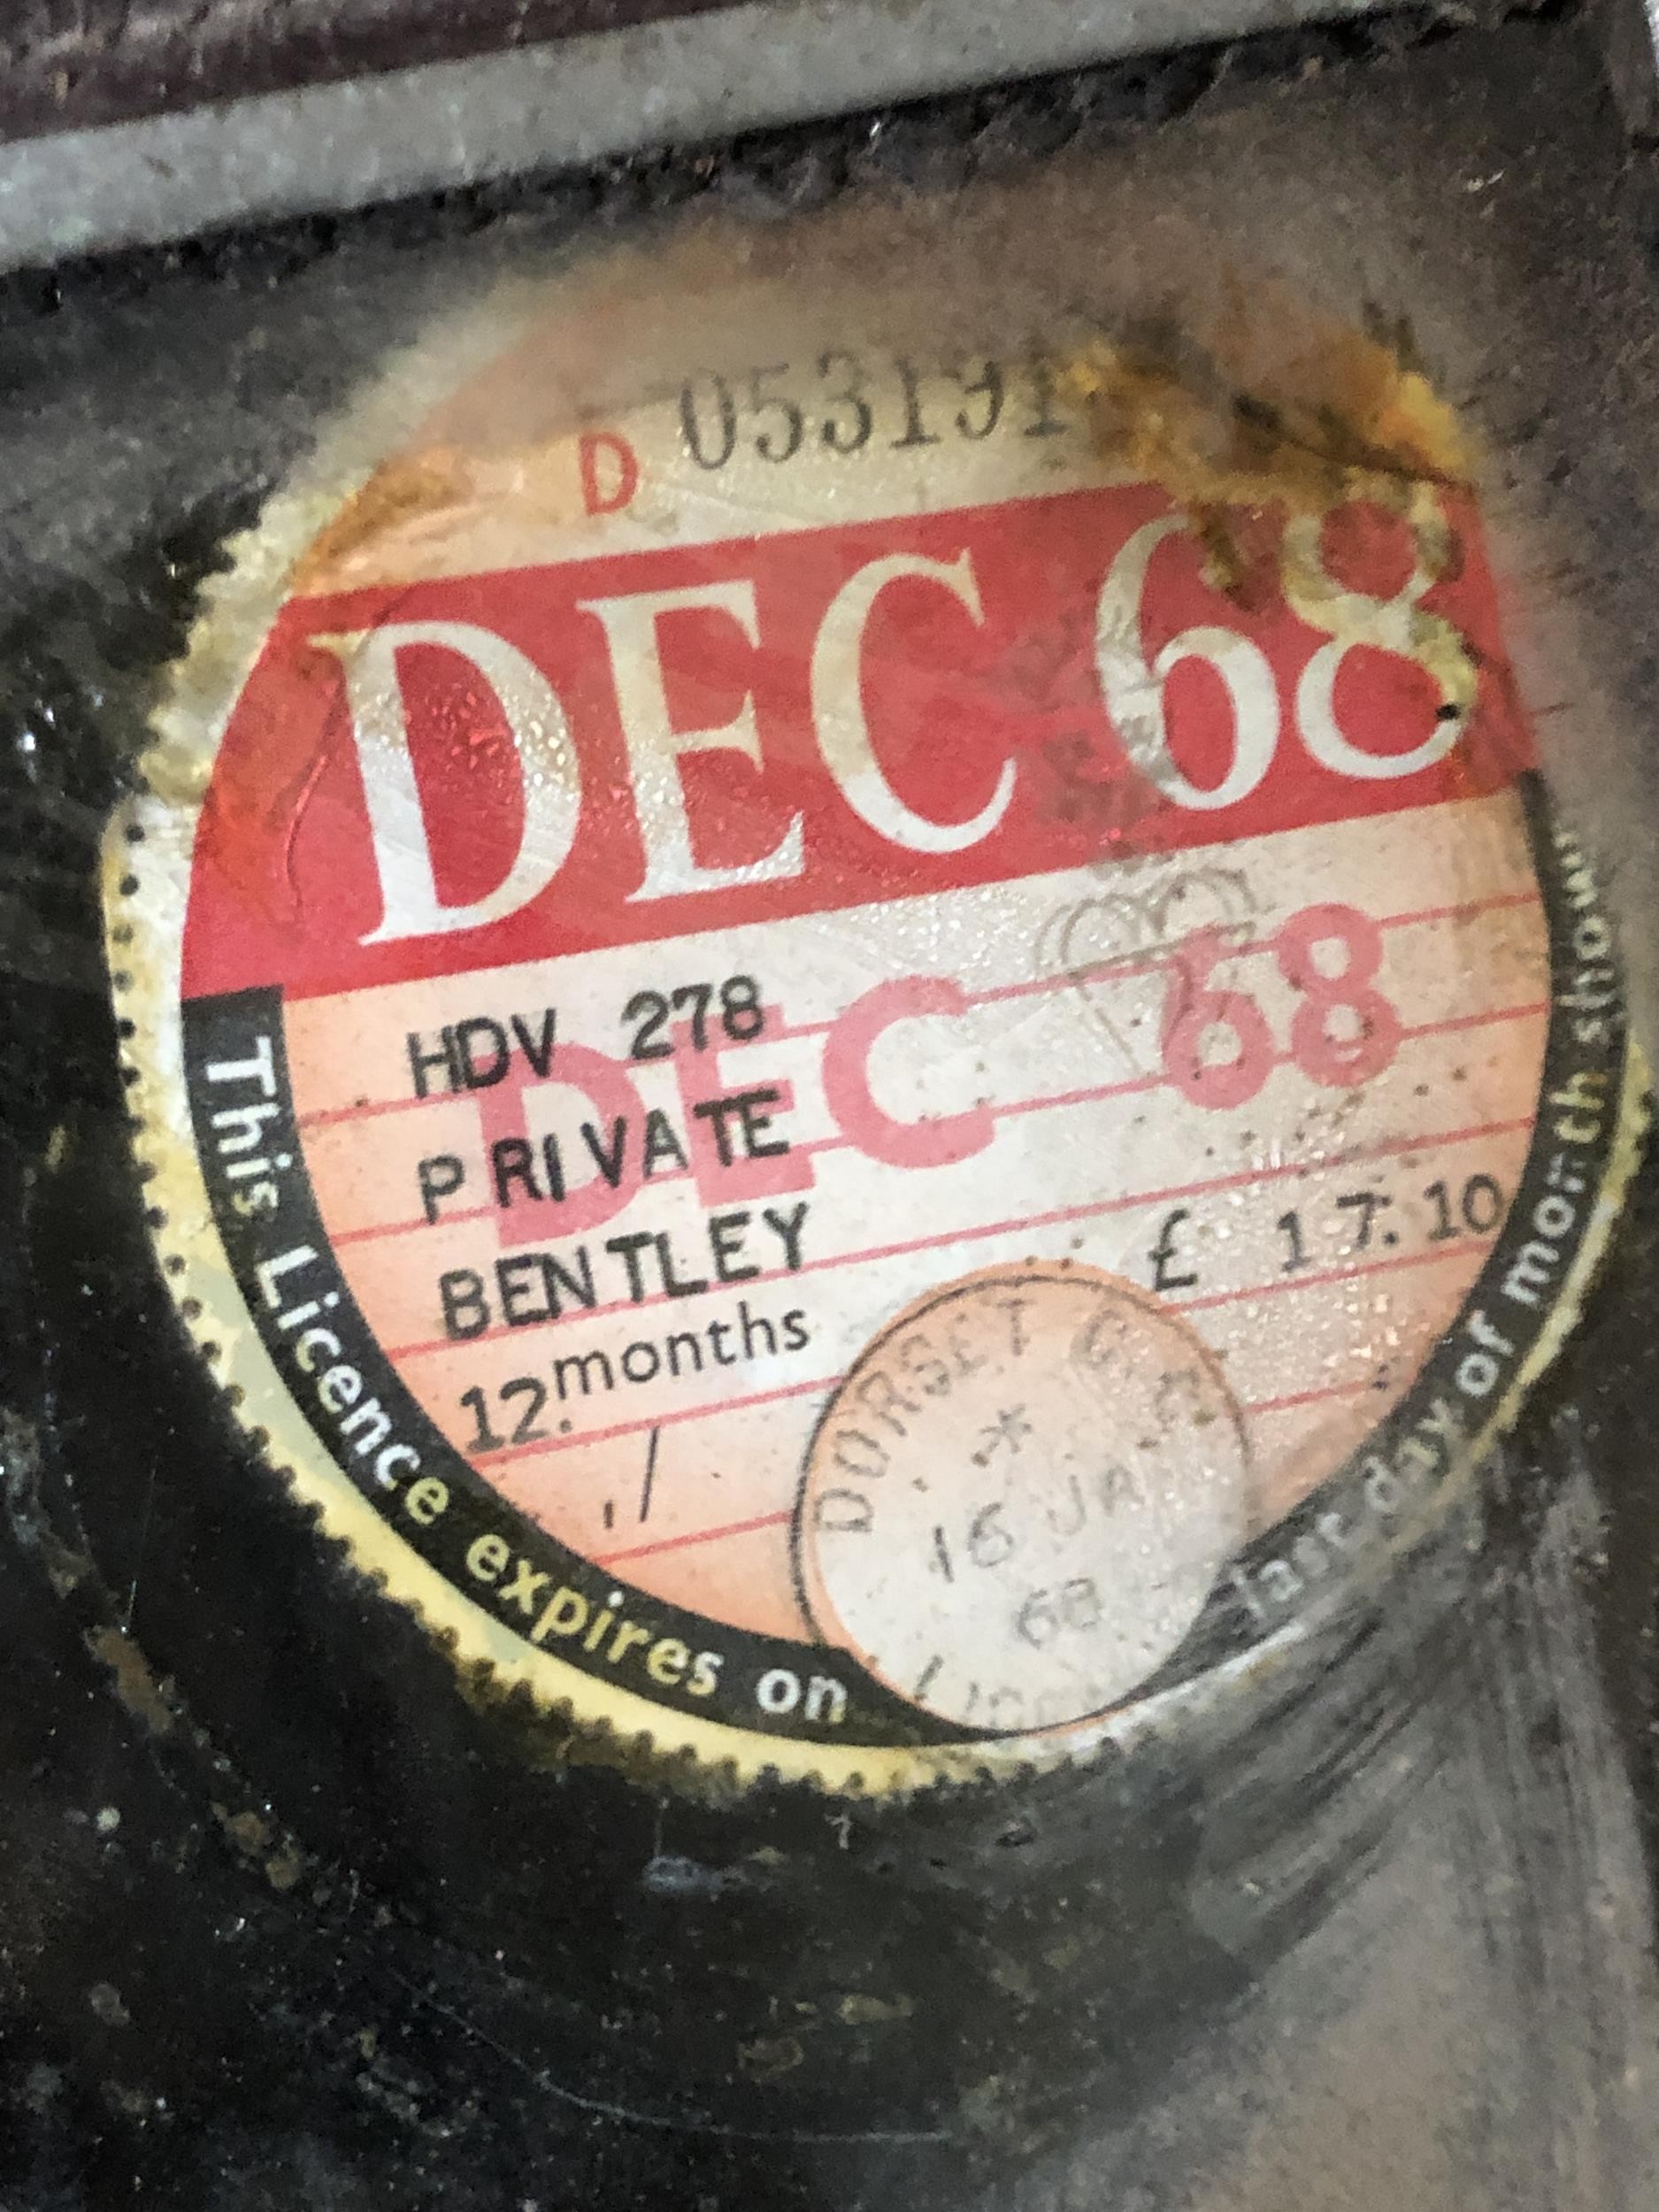 D 053191
DEC 68
DEC 68
HDV 278
PRIVATE
BENTLEY
£ 17.10
12. months
DORSET
16 JA
68
This Licence expires on last day of month shown